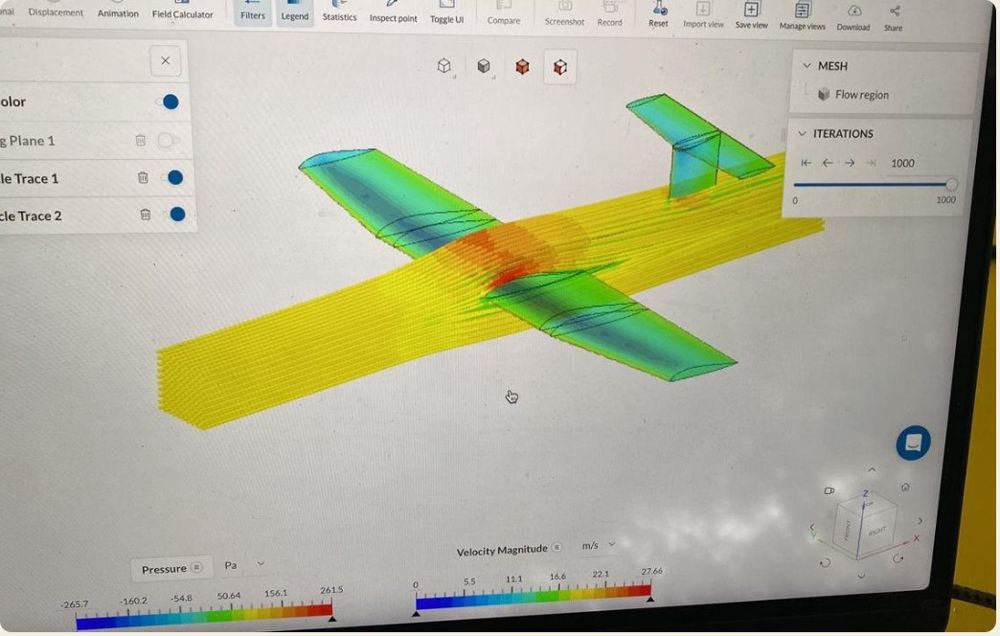 Displacement
Animation
Field Calculator
Filters
Legend
Statistics
Inspect point
Toggle UI
Compare
Screenshot
Record
Reset
Import view
Save view
Manage views
Download
Share
olor
g Plane 1
le Trace 1
cle Trace 2
MESH
Flow region
ITERATIONS
1000
0 1000
Pressure Pa
-265.7 -160.2 -54.8 50.64 156.1 261.5
Velocity Magnitude m/s
0 5.5 11.1 16.6 22.1 27.66
Z
FRONT
RIGHT
Y
X